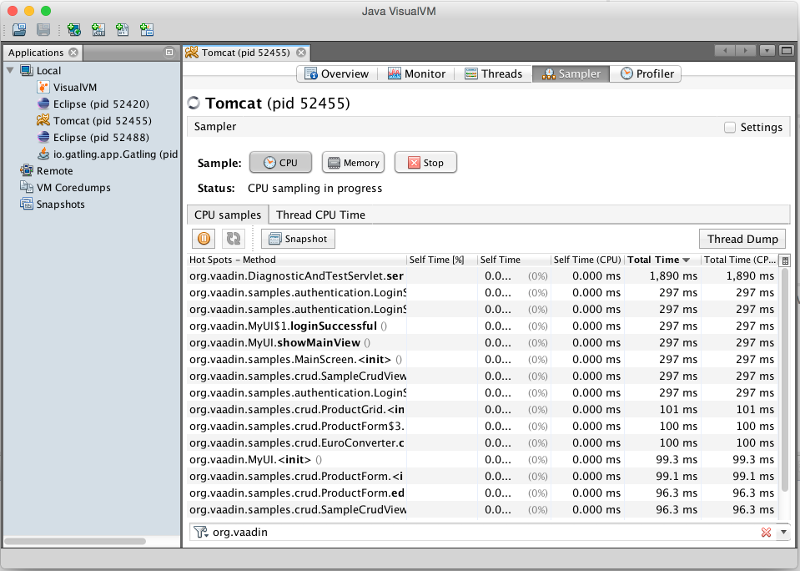 Java VisualVM
Applications
Tomcat (pid 52455)
Local
VisualVM
Eclipse (pid 52420)
Tomcat (pid 52455)
Eclipse (pid 52488)
io.gatling.app.Gatling (pid
Remote
VM Coredumps
Snapshots
Overview Monitor Threads Sampler Profiler
Tomcat (pid 52455)
Sampler Settings
Sample: CPU Memory Stop
Status: CPU sampling in progress
CPU samples Thread CPU Time
Snapshot Thread Dump
Hot Spots – Method Self Time [%] Self Time Self Time (CPU) Total Time Total Time (CP...
org.vaadin.DiagnosticAndTestServlet.ser 0.0... (0%) 0.000 ms 1,890 ms 1,890 ms
org.vaadin.samples.authentication.LoginS 0.0... (0%) 0.000 ms 297 ms 297 ms
org.vaadin.samples.authentication.LoginS 0.0... (0%) 0.000 ms 297 ms 297 ms
org.vaadin.MyUI$1.loginSuccessful () 0.0... (0%) 0.000 ms 297 ms 297 ms
org.vaadin.MyUI.showMainView () 0.0... (0%) 0.000 ms 297 ms 297 ms
org.vaadin.samples.MainScreen.<init> () 0.0... (0%) 0.000 ms 297 ms 297 ms
org.vaadin.samples.crud.SampleCrudView 0.0... (0%) 0.000 ms 297 ms 297 ms
org.vaadin.samples.authentication.LoginS 0.0... (0%) 0.000 ms 297 ms 297 ms
org.vaadin.samples.crud.ProductGrid.<in 0.0... (0%) 0.000 ms 101 ms 101 ms
org.vaadin.samples.crud.ProductForm$3. 0.0... (0%) 0.000 ms 100 ms 100 ms
org.vaadin.samples.crud.EuroConverter.c 0.0... (0%) 0.000 ms 100 ms 100 ms
org.vaadin.MyUI.<init> () 0.0... (0%) 0.000 ms 99.3 ms 99.3 ms
org.vaadin.samples.crud.ProductForm.<i 0.0... (0%) 0.000 ms 99.1 ms 99.1 ms
org.vaadin.samples.crud.ProductForm.ed 0.0... (0%) 0.000 ms 96.3 ms 96.3 ms
org.vaadin.samples.crud.SampleCrudView 0.0... (0%) 0.000 ms 96.3 ms 96.3 ms
org.vaadin